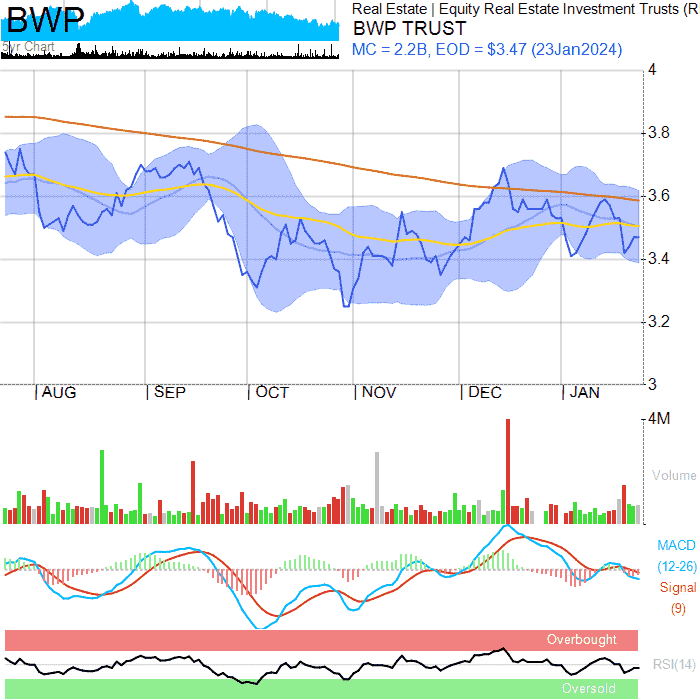 BWP
5yr Chart
Real Estate | Equity Real Estate Investment Trusts (R
BWP TRUST
MC = 2.2B, EOD = $3.47 (23Jan2024)
4
3.8
3.6
3.4
3.2
3
| AUG | SEP | OCT | NOV | DEC | JAN
4M
Volume
MACD
(12-26)
Signal
(9)
Overbought
RSI(14)
Oversold